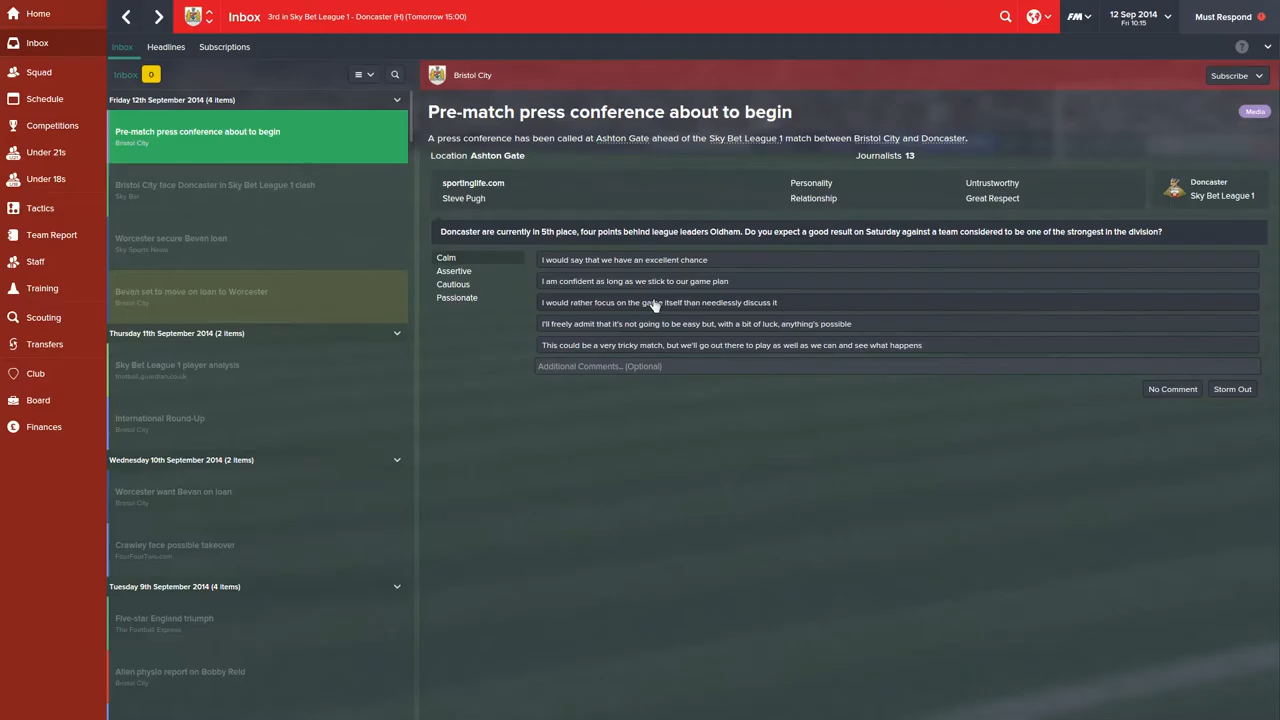 Home
Inbox
Squad
Schedule
Competitions
Under 21s
Under 18s
Tactics
Team Report
Staff
Training
Scouting
Transfers
Club
Board
Finances
Inbox 3rd in Sky Bet League 1 - Doncaster (H) (Tomorrow 15:00)
FM
12 Sep 2014
Fri 10:15
Must Respond
Inbox Headlines Subscriptions
?
Inbox 0
Friday 12th September 2014 (4 items)
Pre-match press conference about to begin
Bristol City
Bristol City face Doncaster in Sky Bet League 1 clash
Sky Bet
Worcester secure Bevan loan
Sky Sports News
Bevan set to move on loan to Worcester
Bristol City
Thursday 11th September 2014 (2 items)
Sky Bet League 1 player analysis
football.guardian.co.uk
International Round-Up
Bristol City
Wednesday 10th September 2014 (2 items)
Worcester want Bevan on loan
Bristol City
Crawley face possible takeover
FourFourTwo.com
Tuesday 9th September 2014 (4 items)
Five-star England triumph
The Football Express
Allen physio report on Bobby Reid
Bristol City
Bristol City
Subscribe
Pre-match press conference about to begin
Media
A press conference has been called at Ashton Gate ahead of the Sky Bet League 1 match between Bristol City and Doncaster.
Location Ashton Gate Journalists 13
sportinglife.com Personality Untrustworthy
Steve Pugh Relationship Great Respect
Doncaster
Sky Bet League 1
Doncaster are currently in 5th place, four points behind league leaders Oldham. Do you expect a good result on Saturday against a team considered to be one of the strongest in the division?
Calm
Assertive
Cautious
Passionate
I would say that we have an excellent chance
I am confident as long as we stick to our game plan
I would rather focus on the game itself than needlessly discuss it
I'll freely admit that it's not going to be easy but, with a bit of luck, anything's possible
This could be a very tricky match, but we'll go out there to play as well as we can and see what happens
Additional Comments... (Optional)
No Comment
Storm Out